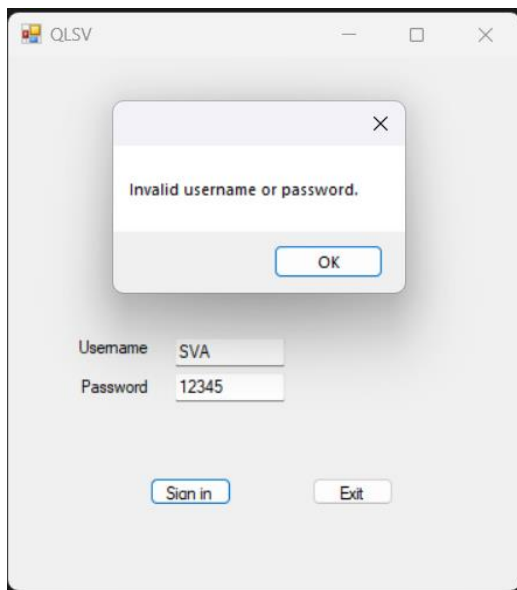 QLSV
Invalid username or password.
OK
Username SVA
Password 12345
Sign in Exit